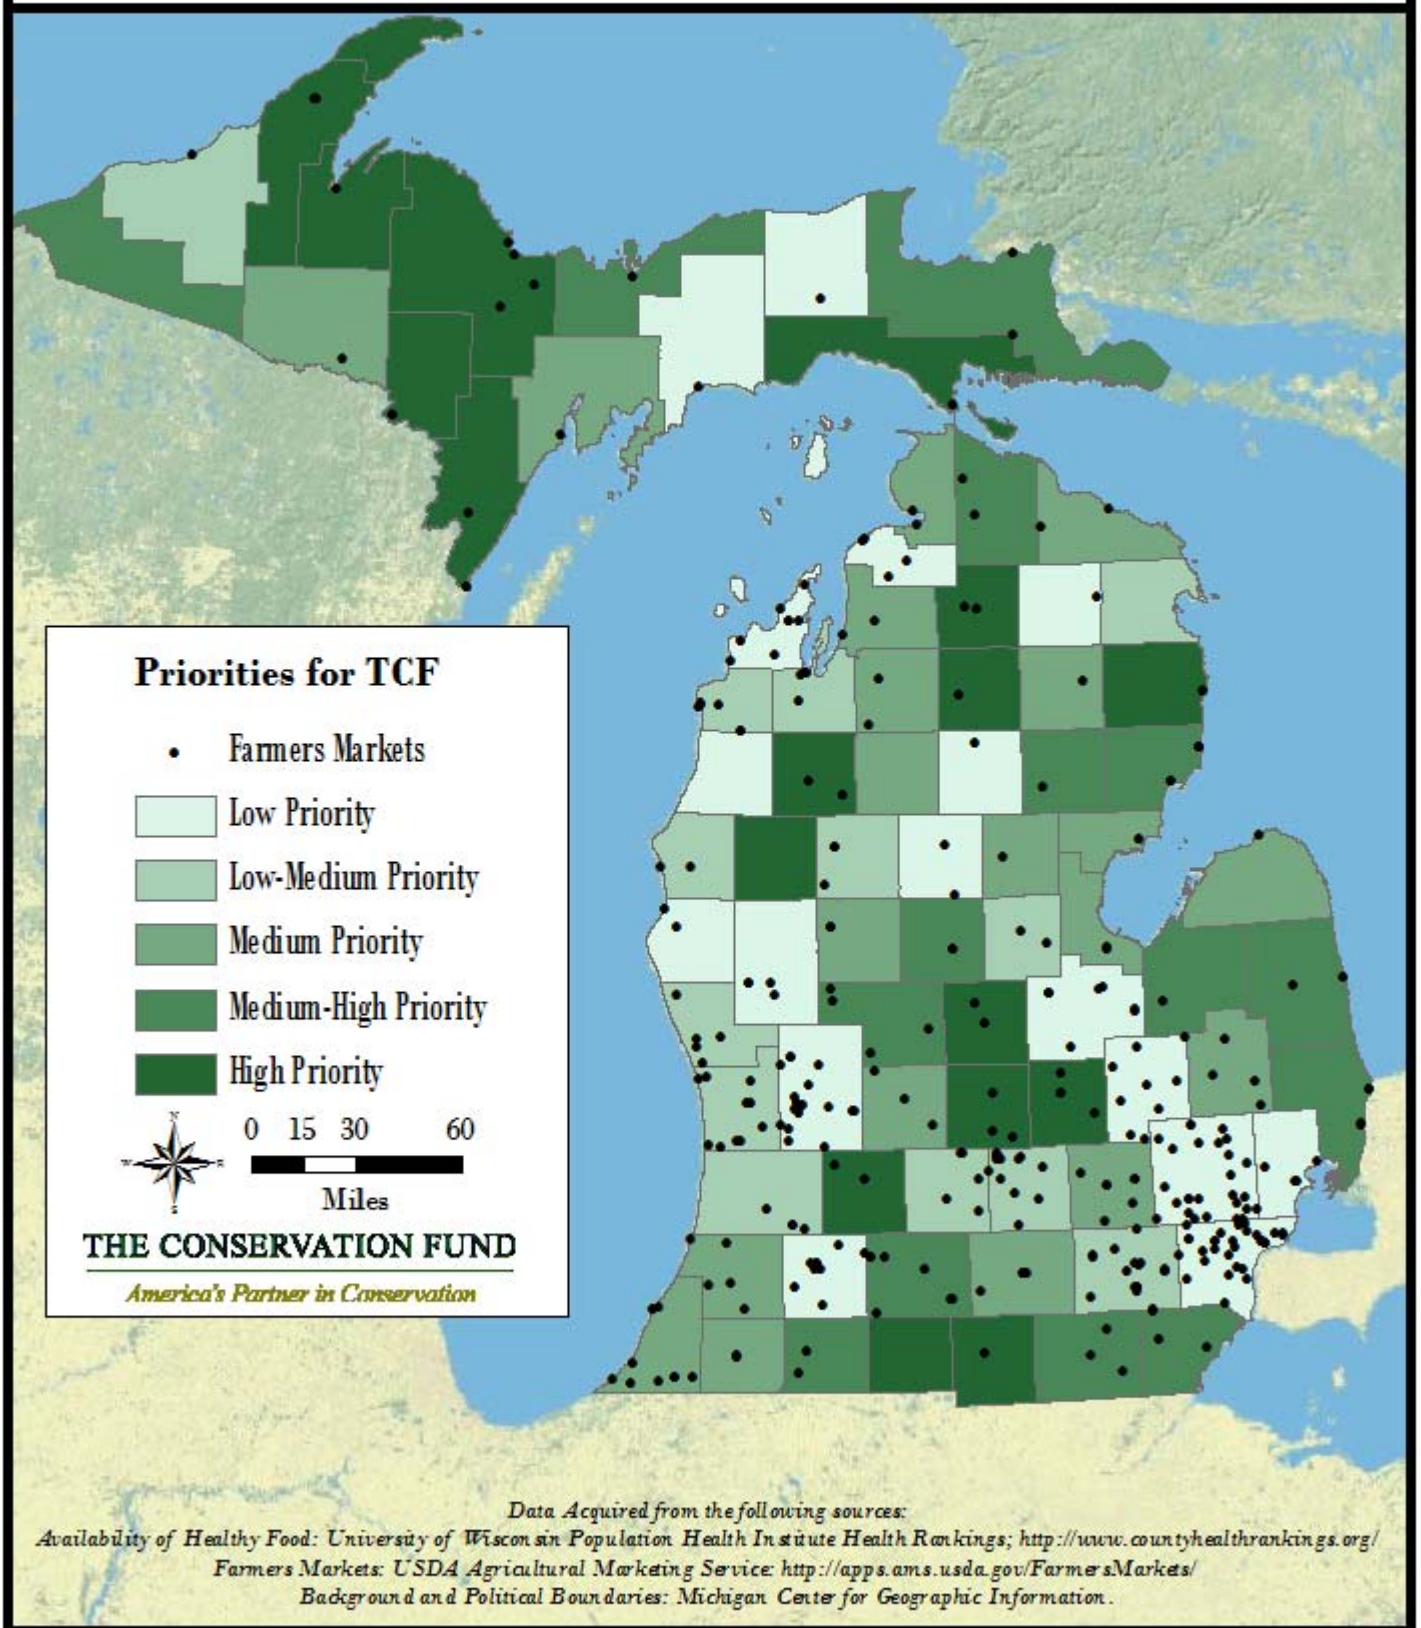 Priorities for TCF
Farmers Markets
Low Priority
Low-Medium Priority
Medium Priority
Medium-High Priority
High Priority
N
W E
S
0 15 30 60
Miles
THE CONSERVATION FUND
America's Partner in Conservation
Data Acquired from the following sources:
Availability of Healthy Food: University of Wisconsin Population Health Institute Health Rankings; http://www.countyhealthrankings.org/
Farmers Markets: USDA Agricultural Marketing Service: http://apps.ams.usda.gov/FarmersMarkets/
Background and Political Boundaries: Michigan Center for Geographic Information.